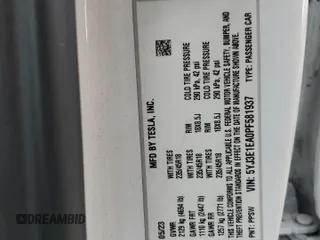 MFD BY TESLA, INC.
05/23
GVWR
2129 kg (4694 lb)
GAWR FRT
1110 kg (2447 lb)
WITH TIRES
235/45R18
RIM
18X8.5J
COLD TIRE PRESSURE
290 kPa, 42 psi
1257 kg (2771 lb)
WITH TIRES
235/45R18
RIM
18X8.5J
COLD TIRE PRESSURE
290 kPa, 42 psi
THIS VEHICLE CONFORMS TO ALL APPLICABLE U.S. FEDERAL MOTOR VEHICLE SAFETY, BUMPER, AND
THEFT PREVENTION STANDARDS IN EFFECT ON THE DATE OF MANUFACTURE SHOWN ABOVE.
VIN: 5YJ3E1EA0PF581937
TYPE: PASSENGER CAR
PNT: PPSW
DREAMBID